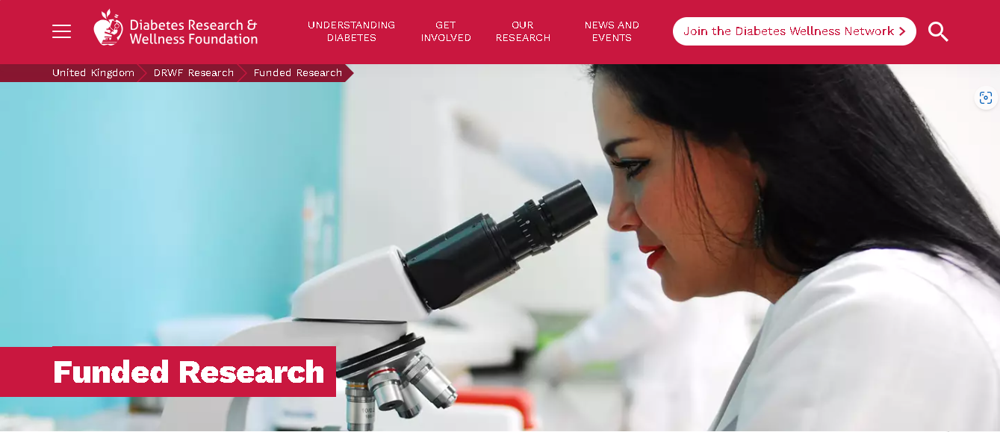 Diabetes Research &
Wellness Foundation
UNDERSTANDING
DIABETES
GET
INVOLVED
OUR
RESEARCH
NEWS AND
EVENTS
Join the Diabetes Wellness Network
United Kingdom
DRWF Research
Funded Research
Funded Research